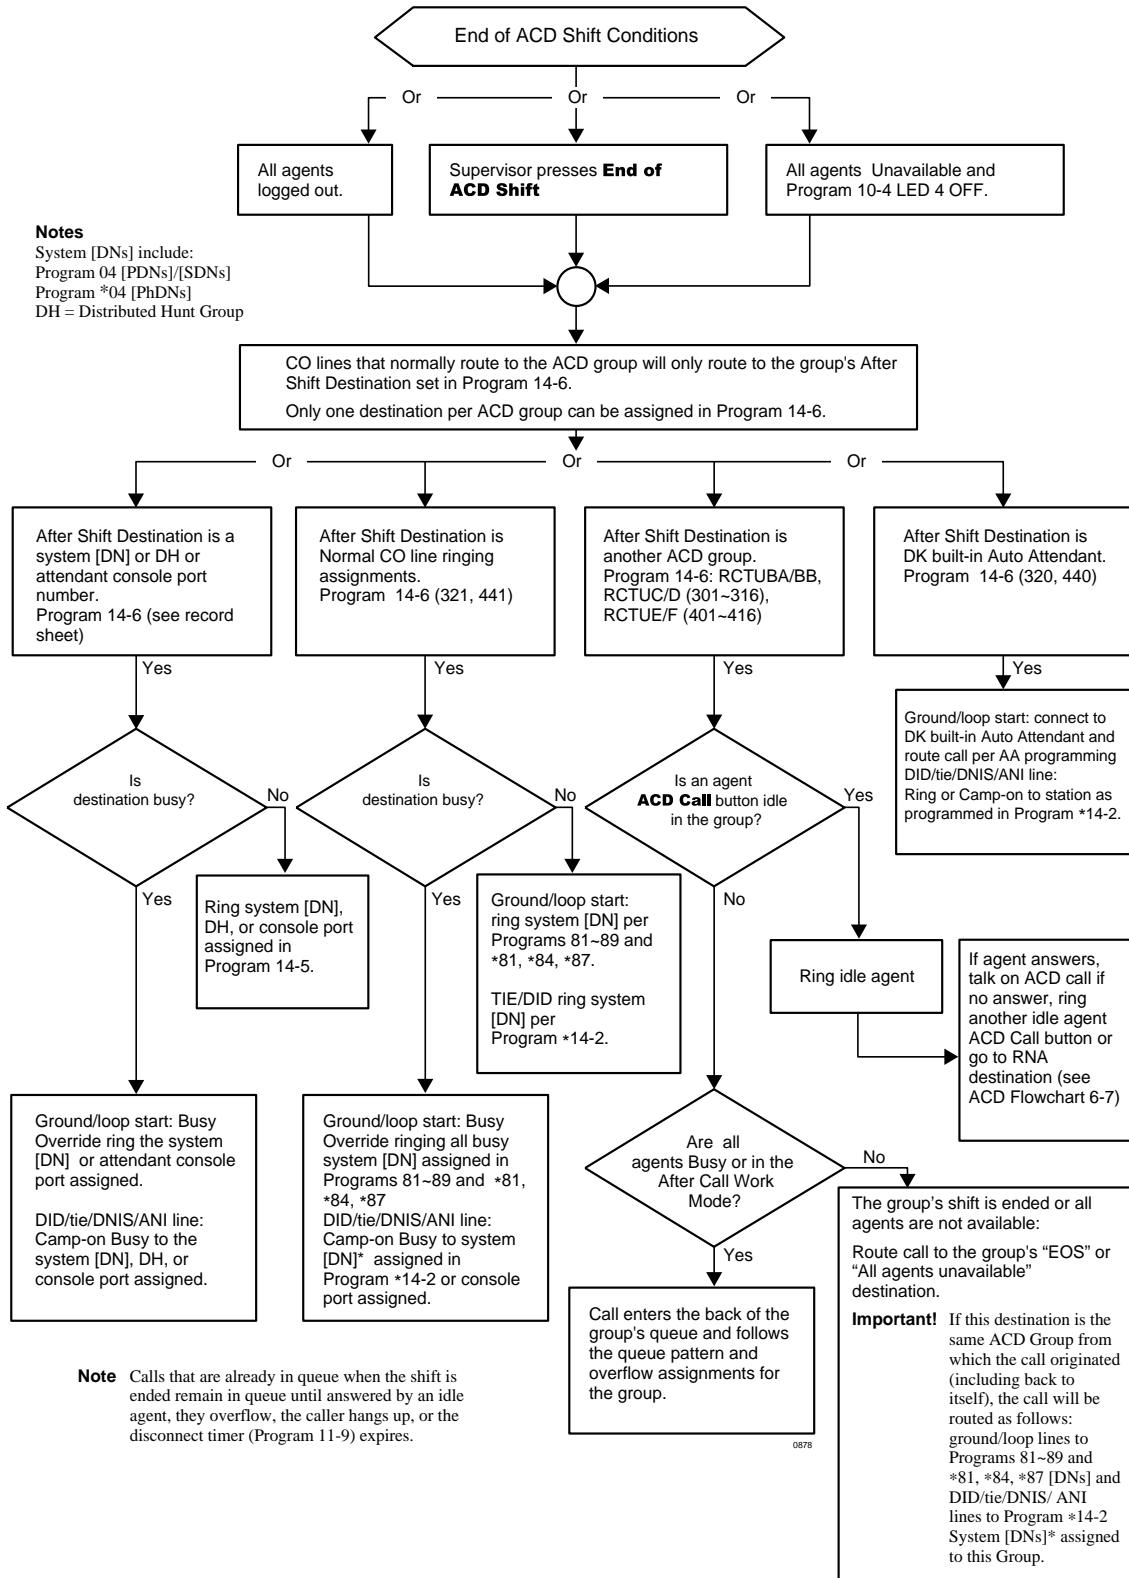 End of ACD Shift Conditions
Or
Or
Or
All agents
logged out.
Supervisor presses End of
ACD Shift
All agents Unavailable and
Program 10-4 LED 4 OFF.
Notes
System [DNs] include:
Program 04 [PDNs]/[SDNs]
Program *04 [PhDNs]
DH = Distributed Hunt Group
CO lines that normally route to the ACD group will only route to the group's After
Shift Destination set in Program 14-6.
Only one destination per ACD group can be assigned in Program 14-6.
Or
Or
Or
After Shift Destination is a
system [DN] or DH or
attendant console port
number.
Program 14-6 (see record
sheet)
After Shift Destination is
Normal CO line ringing
assignments.
Program 14-6 (321, 441)
After Shift Destination is
another ACD group.
Program 14-6: RCTUBA/BB,
RCTUC/D (301~316),
RCTUE/F (401~416)
After Shift Destination is
DK built-in Auto Attendant.
Program 14-6 (320, 440)
Yes
Yes
Yes
Yes
Is
destination busy?
No
Is
destination busy?
No
Is an agent
ACD Call button idle
in the group?
Yes
Ground/loop start: connect to
DK built-in Auto Attendant and
route call per AA programming
DID/tie/DNIS/ANI line:
Ring or Camp-on to station as
programmed in Program *14-2.
Yes
Yes
No
Ring system [DN],
DH, or console port
assigned in
Program 14-5.
Ground/loop start:
ring system [DN] per
Programs 81~89 and
*81, *84, *87.
TIE/DID ring system
[DN] per
Program *14-2.
Ring idle agent
If agent answers,
talk on ACD call if
no answer, ring
another idle agent
ACD Call button or
go to RNA
destination (see
ACD Flowchart 6-7)
Ground/loop start: Busy
Override ring the system
[DN] or attendant console
port assigned.
DID/tie/DNIS/ANI line:
Camp-on Busy to the
system [DN], DH, or
console port assigned.
Ground/loop start: Busy
Override ringing all busy
system [DN] assigned in
Programs 81~89 and *81,
*84, *87
DID/tie/DNIS/ANI line:
Camp-on Busy to system
[DN]* assigned in
Program *14-2 or console
port assigned.
Are all
agents Busy or in the
After Call Work
Mode?
No
Yes
Call enters the back of the
group's queue and follows
the queue pattern and
overflow assignments for
the group.
0878
The group's shift is ended or all
agents are not available:
Route call to the group's “EOS” or
“All agents unavailable”
destination.
Important! If this destination is the
same ACD Group from
which the call originated
(including back to
itself), the call will be
routed as follows:
ground/loop lines to
Programs 81~89 and
*81, *84, *87 [DNs] and
DID/tie/DNIS/ ANI
lines to Program *14-2
System [DNs]* assigned
to this Group.
Note Calls that are already in queue when the shift is
ended remain in queue until answered by an idle
agent, they overflow, the caller hangs up, or the
disconnect timer (Program 11-9) expires.